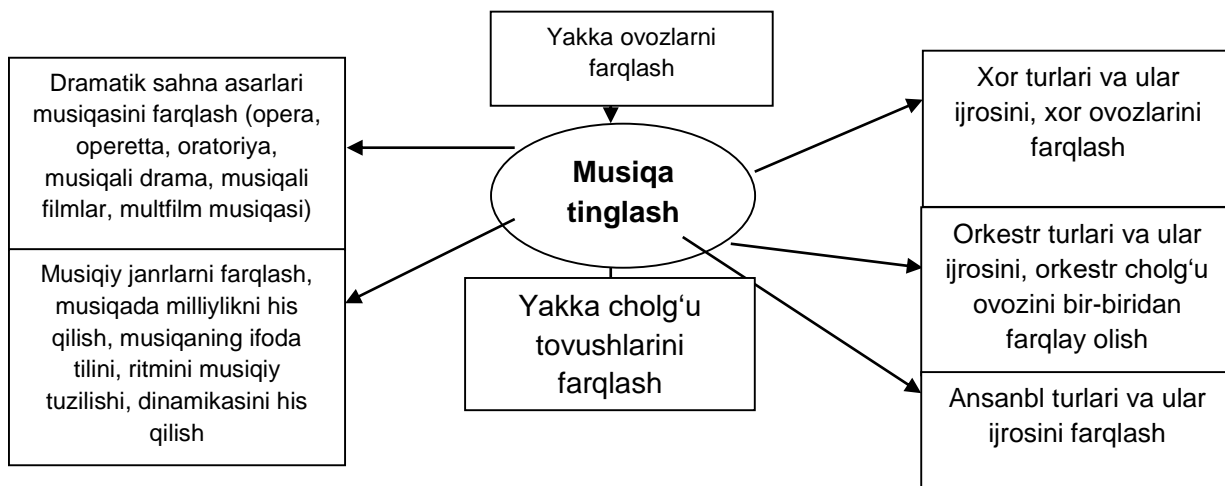 Yakka ovozlarni
farqlash
Dramatik sahna asarlari
musiqasini farqlash (opera,
operetta, oratoriya,
musiqali drama, musiqali
filmlar, multfilm musiqasi)
Musiqiy janrlarni farqlash,
musiqada milliylikni his
qilish, musiqaning ifoda
tilini, ritmini musiqiy
tuzilishi, dinamikasini his
qilish
Musiqa
tinglash
Yakka cholg‘u
tovushlarini
farqlash
Xor turlari va ular
ijrosini, xor ovozlarini
farqlash
Orkestr turlari va ular
ijrosini, orkestr cholg‘u
ovozini bir-biridan
farqlay olish
Ansanbl turlari va ular
ijrosini farqlash